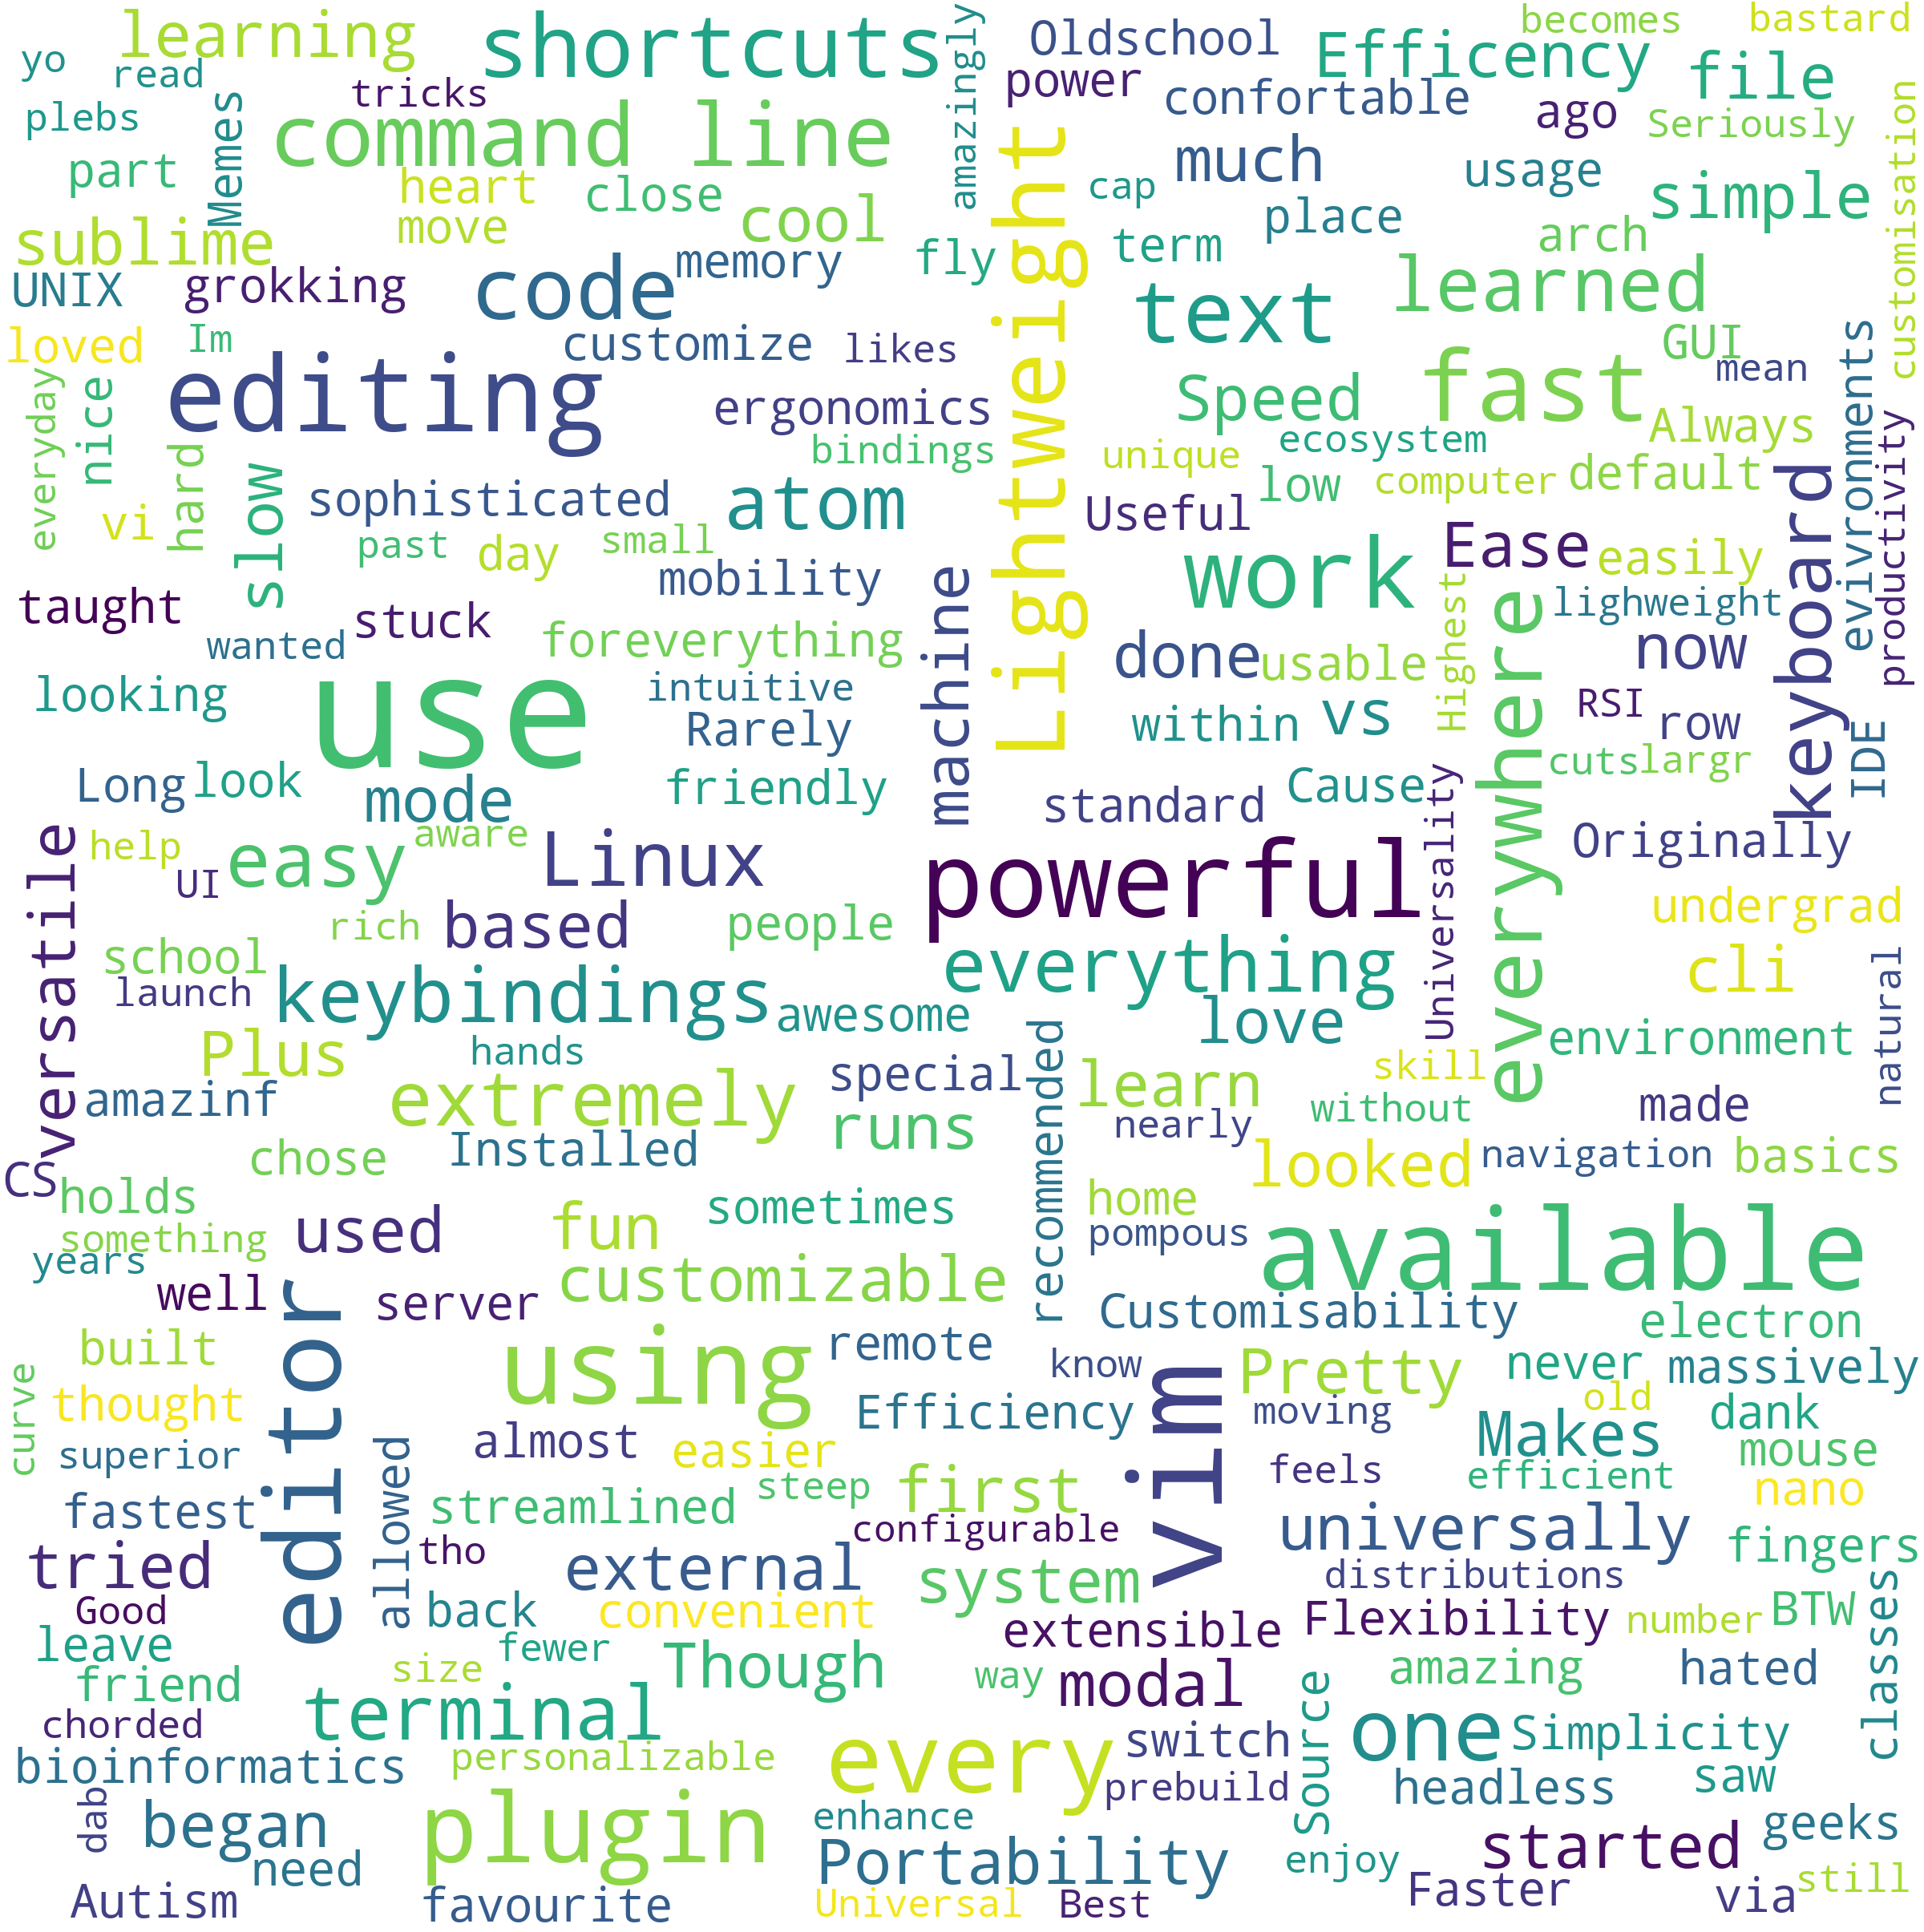 learning
shortcuts
amazingly
Oldschool
Efficency
becomes
bastard
yo
read
tricks
power
confortable
file
plebs
Memes
command line
Lightweight
much
ago
Seriously
customisation
part
heart
close
cap
usage
simple
sublime
move
cool
fly
term
place
arch
UNIX
grokking
code
memory
text
learned
loved
Im
customize
likes
GUI
evivronments
everyday
nice
editing
ergonomics
Speed
fast
mean
productivity
hard
slow
bindings
unique
ecosystem
Always
vi
sophisticated
atom
Useful
low
computer
default
keyboard
past
day
small
work
Ease
easily
taught
stuck
mobility
machine
Highest
everywhere
lighweight
wanted
foreverything
done
usable
now
looking
use
intuitive
Rarely
within
vs
RSI
row
IDE
Long
look
mode
friendly
standard
Cause
Universality
cuts
largr
versatile
help
easy
aware
Linux
powerful
Originally
UI
rich
based
people
undergrad
school
launch
keybindings
awesome
everything
love
cli
natural
Plus
hands
recommended
environment
amazinf
extremely
special
learn
skill
without
made
CS
chose
Installed
runs
nearly
looked
navigation
basics
holds
something
used
fun
sometimes
home
pompous
available
years
well
editor
server
customizable
Customisability
electron
curve
built
using
remote
know
vim
Pretty
never
massively
thought
Efficiency
moving
old
dank
superior
allowed
almost
easier
feels
Makes
mouse
fastest
streamlined
steep
first
efficient
nano
tried
tho
external
configurable
universally
fingers
Good
back
convenient
system
distributions
classes
leave
fewer
extensible
Flexibility
number
BTW
friend
size
Though
way
modal
Source
amazing
hated
chorded
terminal
switch
one
Simplicity
bioinformatics
personalizable
every
prebuild
headless
saw
dab
began
plugin
enhance
Portability
enjoy
started
geeks
need
Autism
favourite
Universal
Best
Faster
via
still